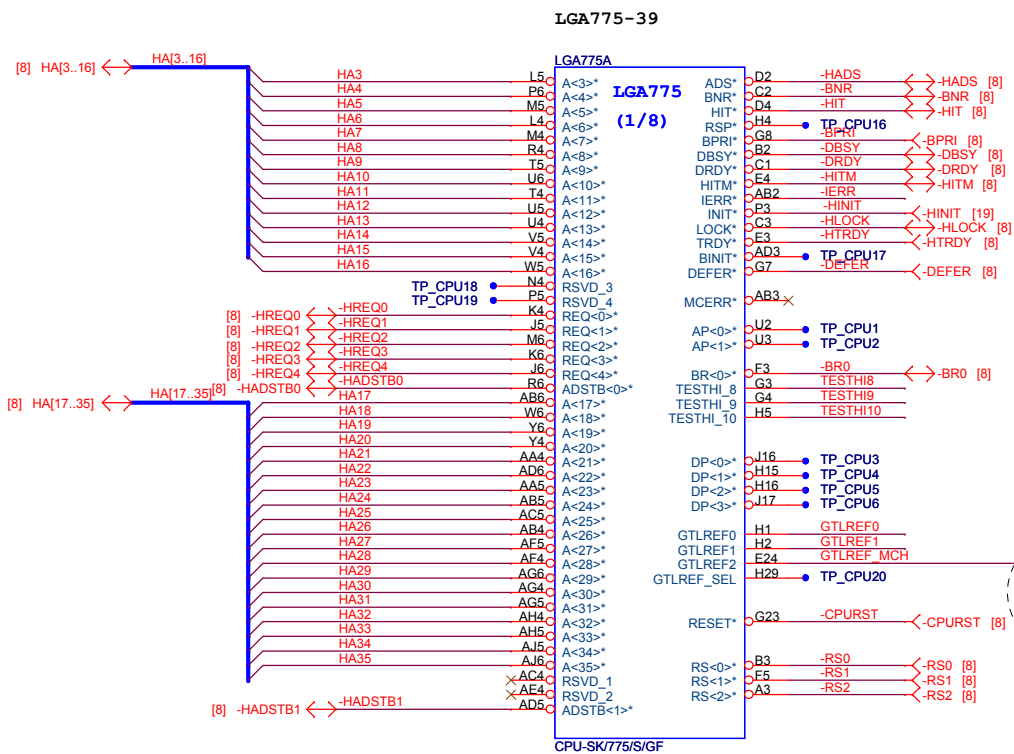 LGA775-39
LGA775A
LGA775
(1/8)
[8] HA[3..16] HA[3..16]
HA3 L5 A<3>*
HA4 P6 A<4>*
HA5 M5 A<5>*
HA6 L4 A<6>*
HA7 M4 A<7>*
HA8 R4 A<8>*
HA9 T5 A<9>*
HA10 U6 A<10>*
HA11 T4 A<11>*
HA12 U5 A<12>*
HA13 U4 A<13>*
HA14 V5 A<14>*
HA15 V4 A<15>*
HA16 W5 A<16>*
TP_CPU18 N4 RSVD_3
TP_CPU19 P5 RSVD_4
[8] -HREQ0 -HREQ0 K4 REQ<0>*
[8] -HREQ1 -HREQ1 J5 REQ<1>*
[8] -HREQ2 -HREQ2 M6 REQ<2>*
[8] -HREQ3 -HREQ3 K6 REQ<3>*
[8] -HREQ4 -HREQ4 J6 REQ<4>*
[8] -HADSTB0 -HADSTB0 R6 ADSTB<0>*
[8] HA[17..35] HA[17..35]
HA17 AB6 A<17>*
HA18 W6 A<18>*
HA19 Y6 A<19>*
HA20 Y4 A<20>*
HA21 AA4 A<21>*
HA22 AD6 A<22>*
HA23 AA5 A<23>*
HA24 AB5 A<24>*
HA25 AC5 A<25>*
HA26 AB4 A<26>*
HA27 AF5 A<27>*
HA28 AF4 A<28>*
HA29 AG6 A<29>*
HA30 AG4 A<30>*
HA31 AG5 A<31>*
HA32 AH4 A<32>*
HA33 AH5 A<33>*
HA34 AJ5 A<34>*
HA35 AJ6 A<35>*
AC4 RSVD_1
AE4 RSVD_2
[8] -HADSTB1 -HADSTB1 AD5 ADSTB<1>*
ADS* D2 -HADS -HADS [8]
BNR* C2 -BNR -BNR [8]
HIT* D4 -HIT -HIT [8]
RSP* H4 TP_CPU16
BPRI* G8 -BPRI -BPRI [8]
DBSY* B2 -DBSY -DBSY [8]
DRDY* C1 -DRDY -DRDY [8]
HITM* E4 -HITM -HITM [8]
IERR* AB2 -IERR
INIT* P3 -HINIT -HINIT [19]
LOCK* C3 -HLOCK -HLOCK [8]
TRDY* E3 -HTRDY -HTRDY [8]
BINIT* AD3 TP_CPU17
DEFER* G7 -DEFER -DEFER [8]
MCERR* AB3
AP<0>* U2 TP_CPU1
AP<1>* U3 TP_CPU2
BR<0>* F3 -BR0 -BR0 [8]
TESTHI_8 G3 TESTHI8
TESTHI_9 G4 TESTHI9
TESTHI_10 H5 TESTHI10
DP<0>* J16 TP_CPU3
DP<1>* H15 TP_CPU4
DP<2>* H16 TP_CPU5
DP<3>* J17 TP_CPU6
GTLREF0 H1 GTLREF0
GTLREF1 H2 GTLREF1
GTLREF2 E24 GTLREF_MCH
GTLREF_SEL H29 TP_CPU20
RESET* G23 -CPURST -CPURST [8]
RS<0>* B3 -RS0 -RS0 [8]
RS<1>* F5 -RS1 -RS1 [8]
RS<2>* A3 -RS2 -RS2 [8]
CPU-SK/775/S/GF